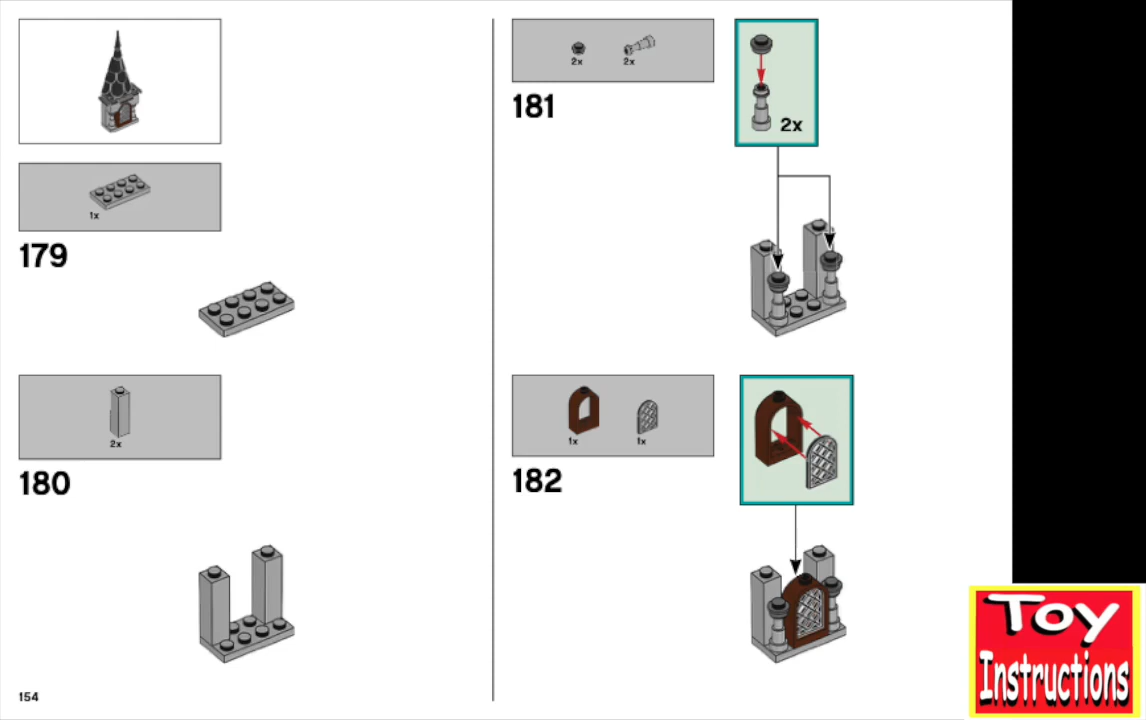 1x
179
2x
180
154
2x 2x
181
2x
1x 1x
182
Toy
Instructions